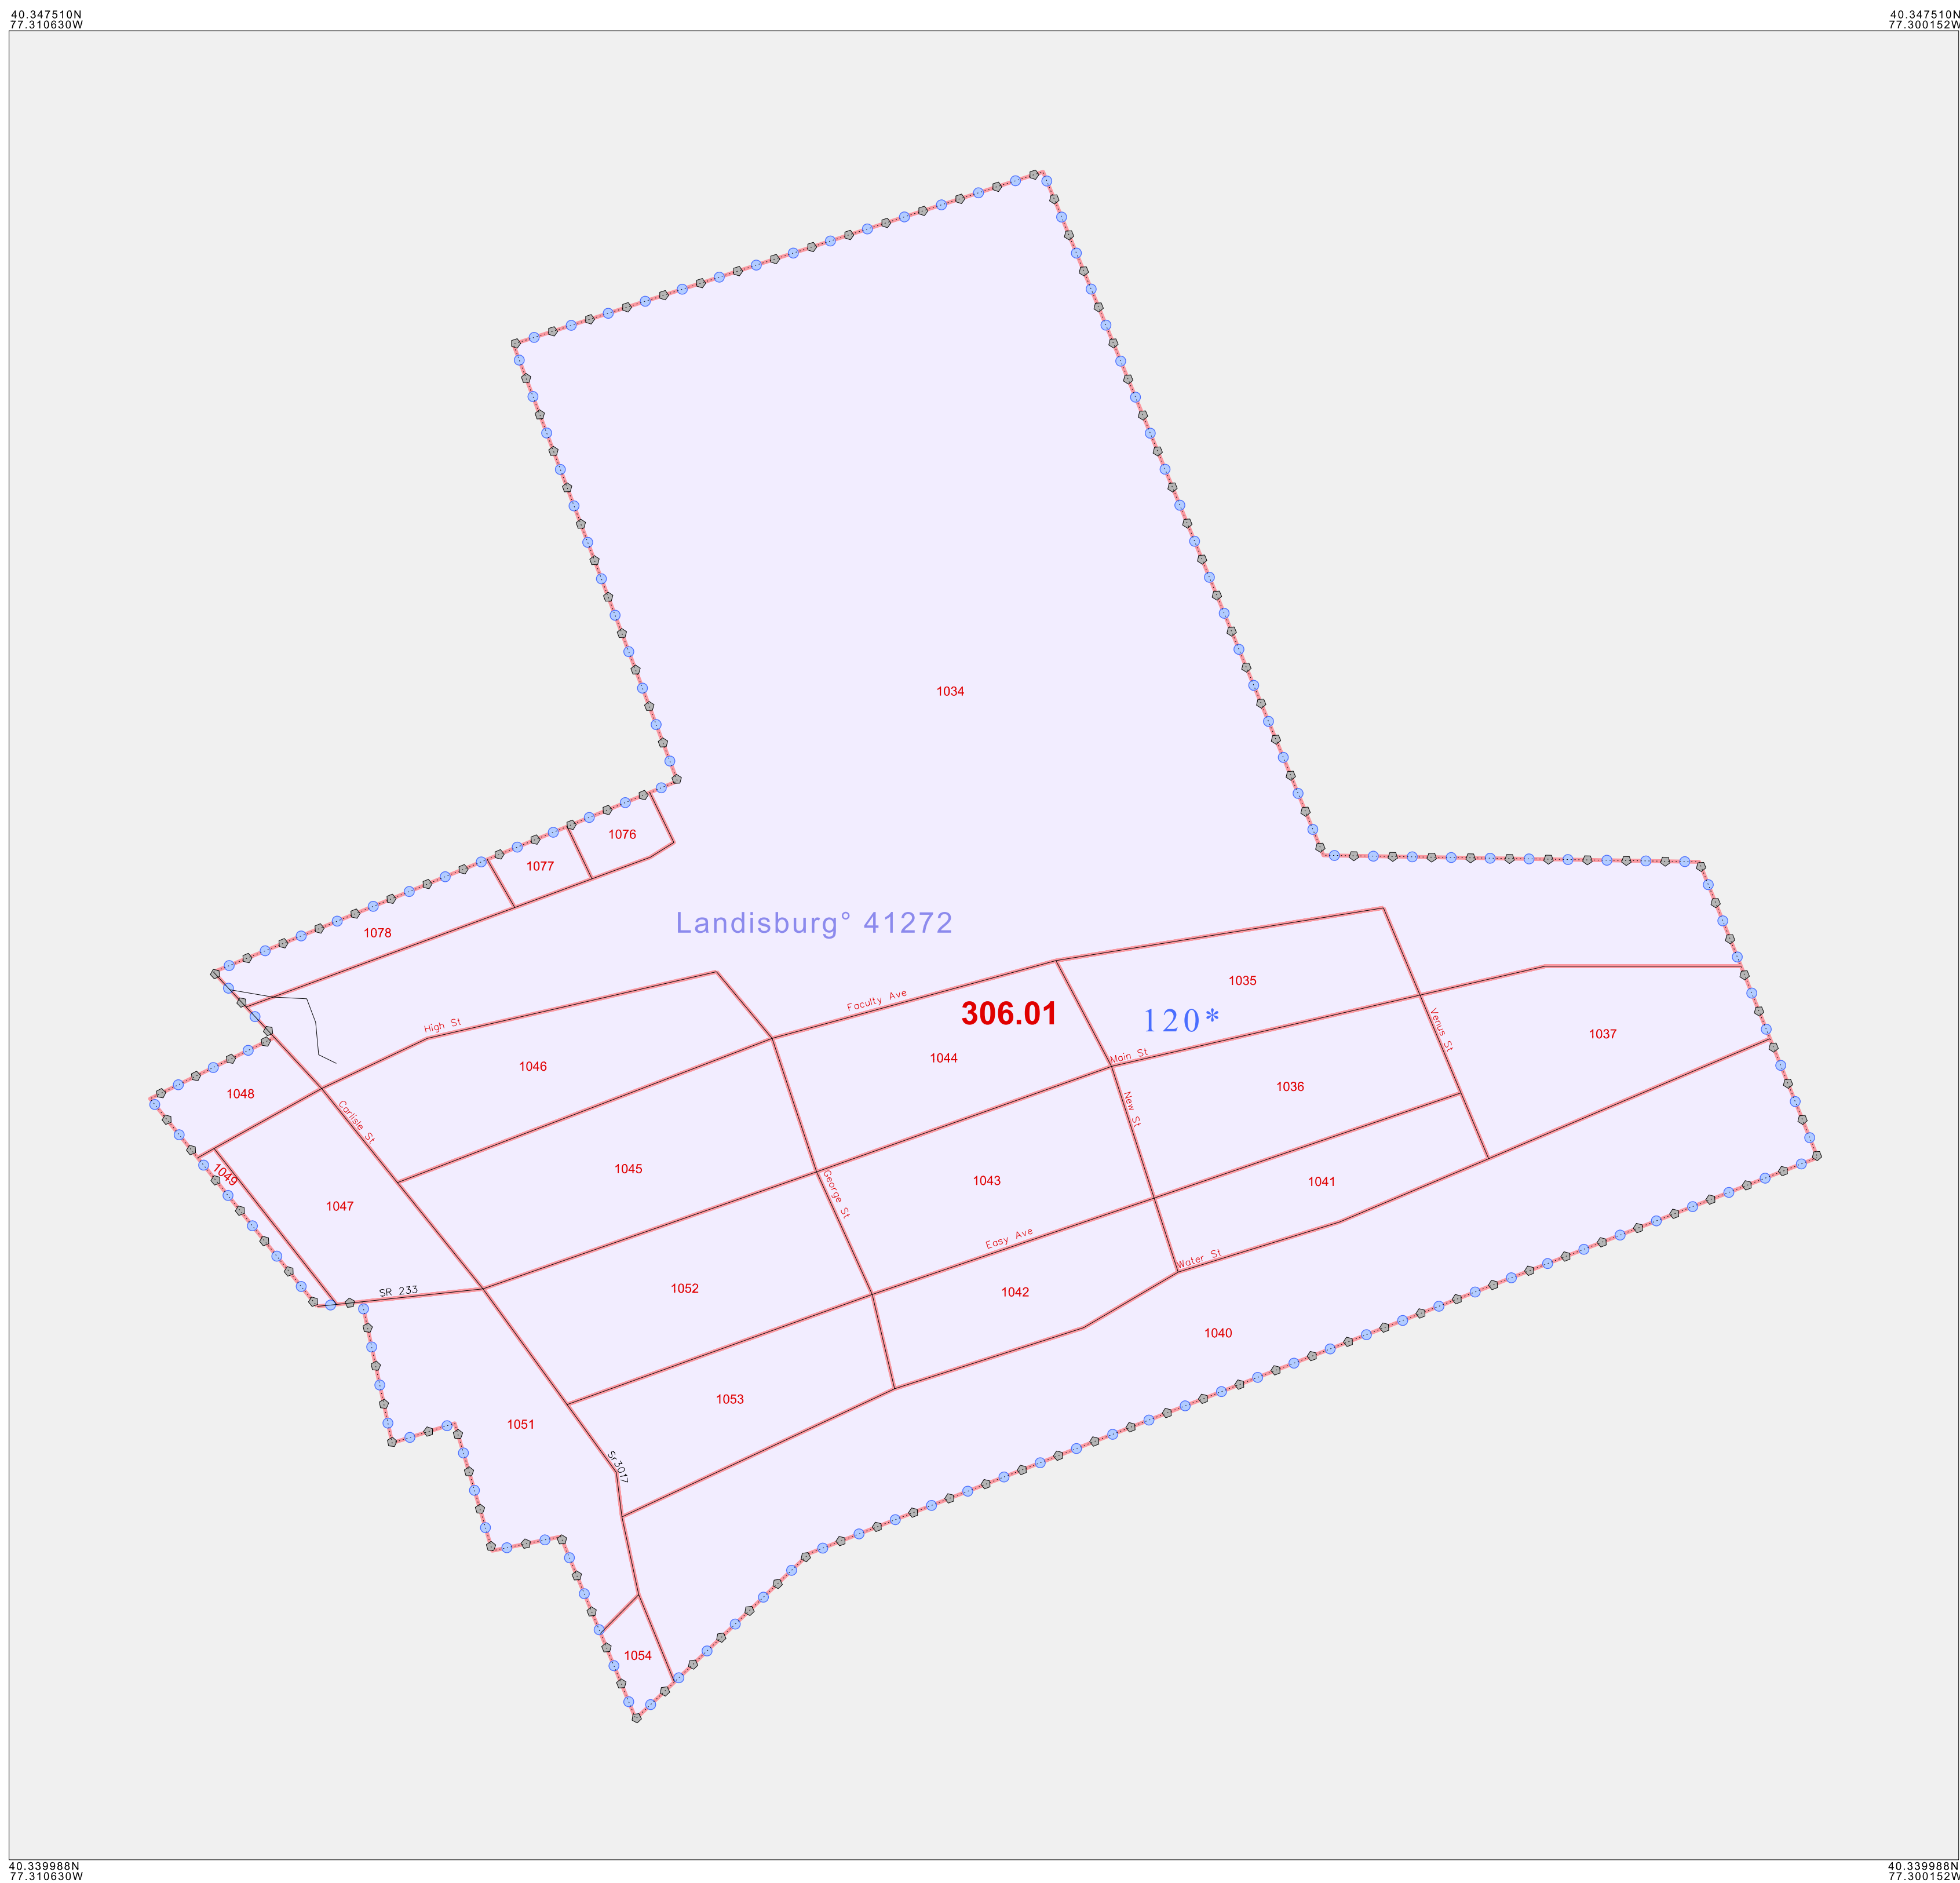 40.347510N
77.310630W
40.347510N
77.300152W
1034
1076
1077
1078
Landisburg° 41272
1035
Faculty Ave
306.01
120*
High St
Venus St
1037
1046
1044
Main St
1036
1048
Carlisle St
New St
1049
1045
1043
1041
George St
1047
Easy Ave
Water St
SR 233
1052
1042
1040
1053
1051
Sr3017
1054
40.339988N
77.310630W
40.339988N
77.300152W